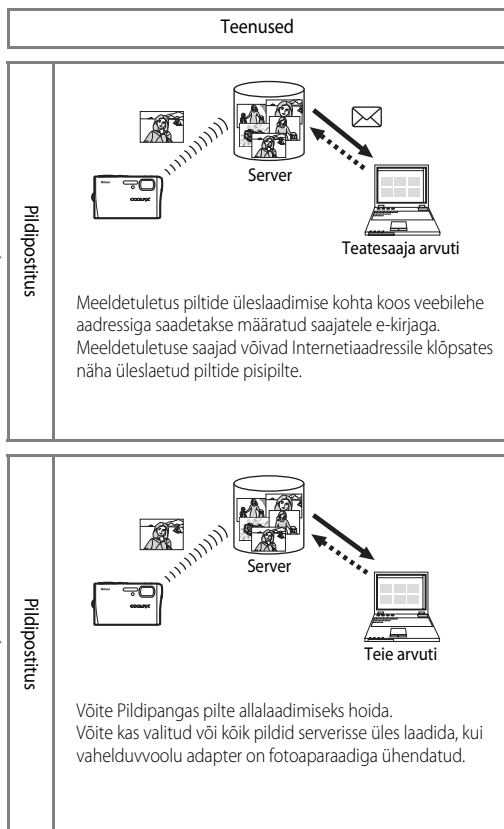 Teenused
Pildipostitus
COOLPIX
Server
Teatesaaja arvuti
Meeldetuletus piltide üleslaadimise kohta koos veebilehe
aadressiga saadetakse määratud saajatele e-kirjaga.
Meeldetuletuse saajad võivad Internetiaadressile klõpsates
näha üleslaetud piltide pisipilte.
Pildipostitus
COOLPIX
Server
Teie arvuti
Võite Pildipangas pilte allalaadimiseks hoida.
Võite kas valitud või kõik pildid serverisse üles laadida, kui
vahelduvvoolu adapter on fotoaparaadiga ühendatud.